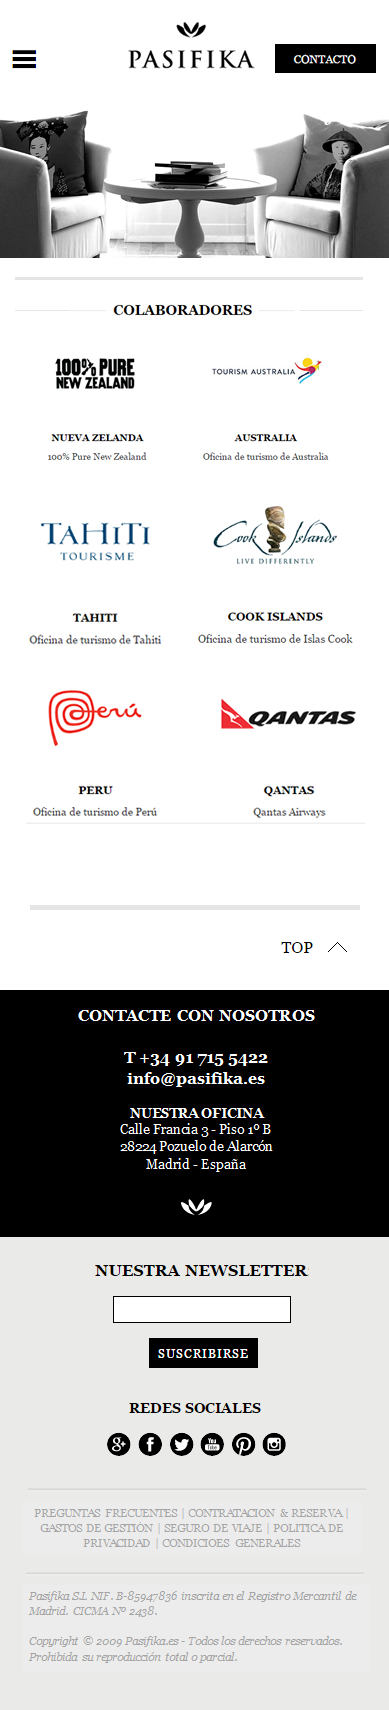 PASIFIKA
CONTACTO
COLABORADORES
100% PURE
NEW ZEALAND
TOURISM AUSTRALIA
NUEVA ZELANDA
AUSTRALIA
100% Pure New Zealand
Oficina de turismo de Australia
TAHITI
TOURISME
Cook Islands
LIVE DIFFERENTLY
TAHITI
COOK ISLANDS
Oficina de turismo de Tahiti
Oficina de turismo de Islas Cook
Perú
QANTAS
PERU
QANTAS
Oficina de turismo de Perú
Qantas Airways
TOP
CONTACTE CON NOSOTROS
T +34 91 715 5422
info@pasifika.es
NUESTRA OFICINA
Calle Francia 3 - Piso 1º B
28224 Pozuelo de Alarcón
Madrid - España
NUESTRA NEWSLETTER
SUSCRIBIRSE
REDES SOCIALES
g+ f You Tube
PREGUNTAS FRECUENTES | CONTRATACION & RESERVA |
GASTOS DE GESTIÓN | SEGURO DE VIAJE | POLITICA DE
PRIVACIDAD | CONDICIOES GENERALES
Pasifika S.L NIF. B-85947836 inscrita en el Registro Mercantil de
Madrid. CICMA Nº 2438.
Copyright © 2009 Pasifika.es - Todos los derechos reservados.
Prohibida su reproducción total o parcial.